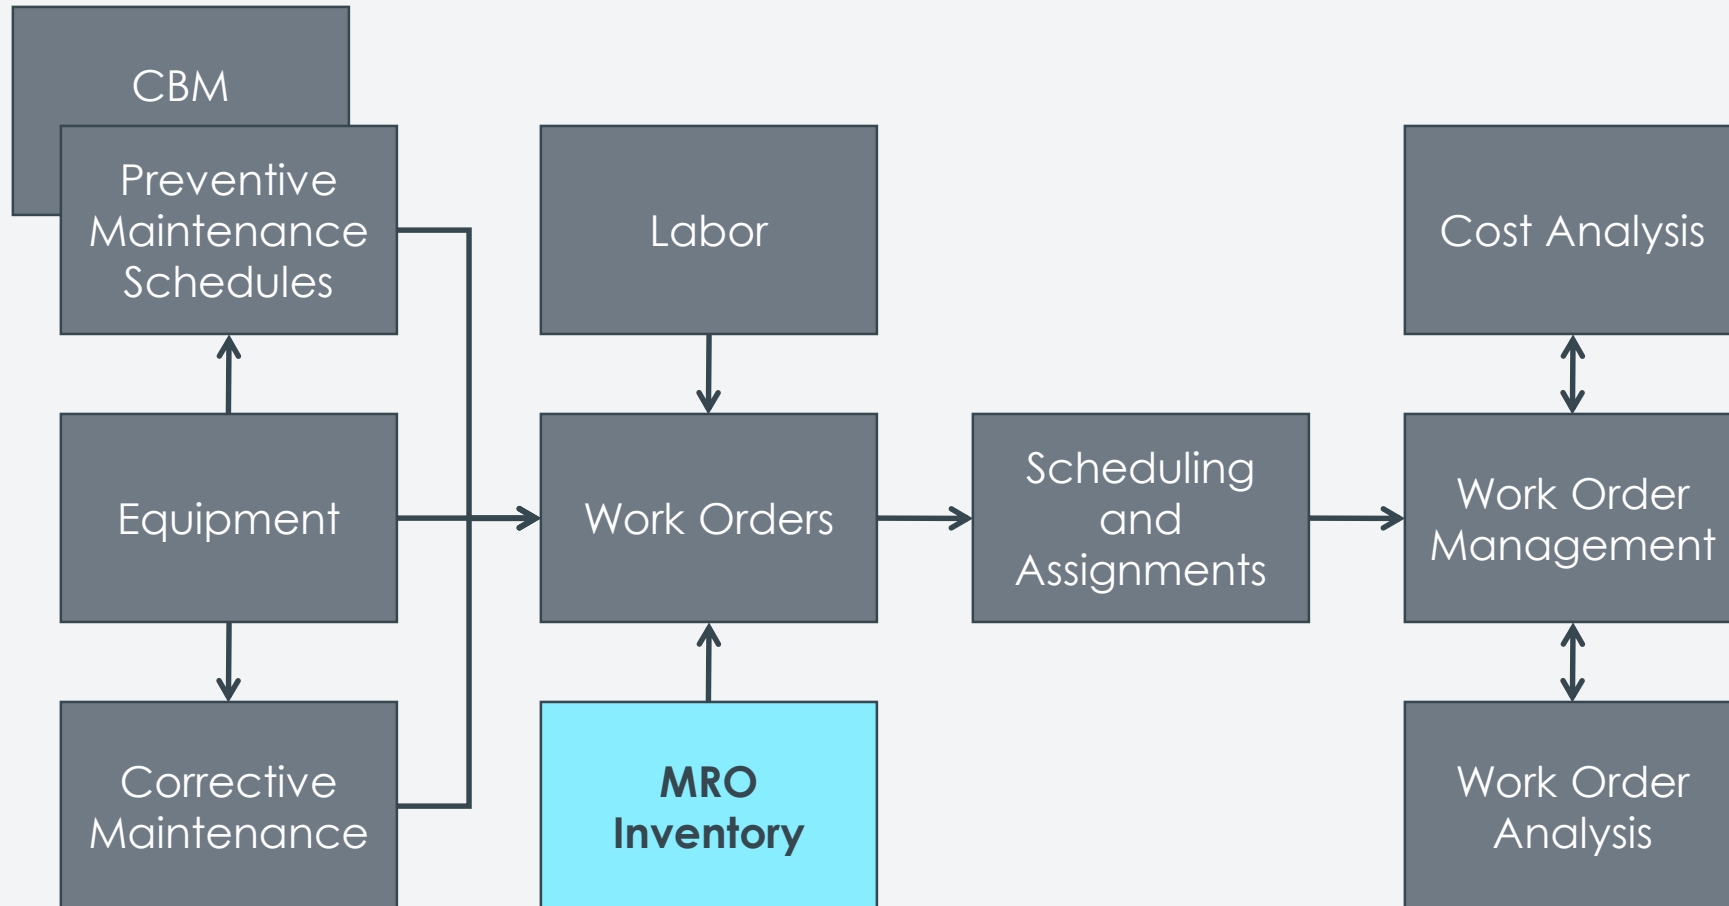 CBM
Preventive
Maintenance
Schedules
Labor
Cost Analysis
Equipment
Work Orders
Scheduling
and
Assignments
Work Order
Management
Corrective
Maintenance
MRO
Inventory
Work Order
Analysis